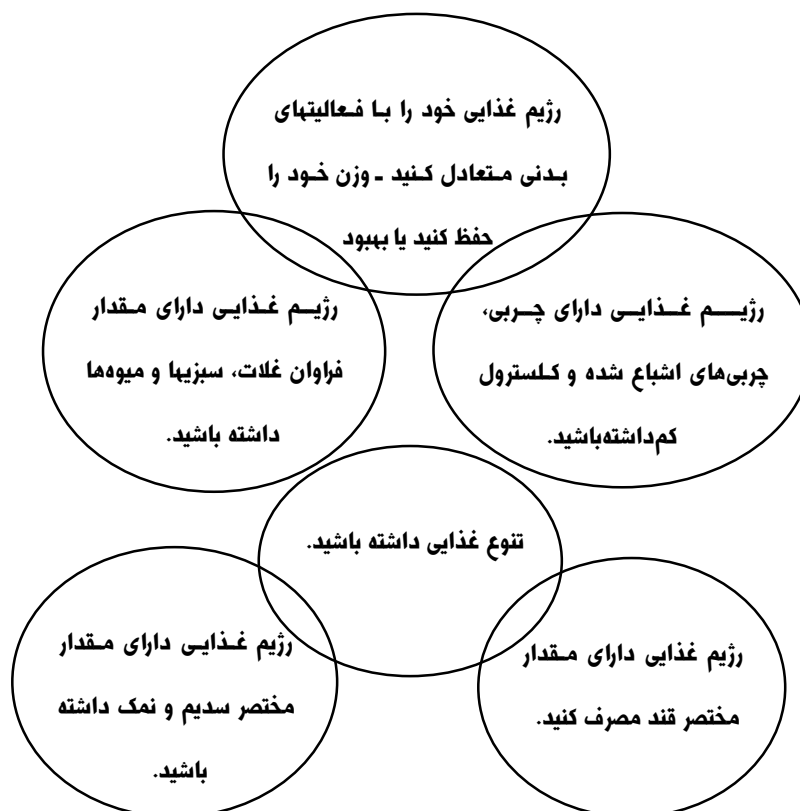 رژیم غذایی خود را با فعالیتهای
بدنی متعادل کنید ـ وزن خود را
حفظ کنید یا بهبود
رژیم غذایی دارای چربی،
چربی‌های اشباع شده و کلسترول
کم‌داشته‌باشید.
رژیم غذایی دارای مقدار
فراوان غلات، سبزیها و میوه‌ها
داشته باشید.
تنوع غذایی داشته باشید.
رژیم غذایی دارای مقدار
مختصر قند مصرف کنید.
رژیم غذایی دارای مقدار
مختصر سدیم و نمک داشته
باشید.